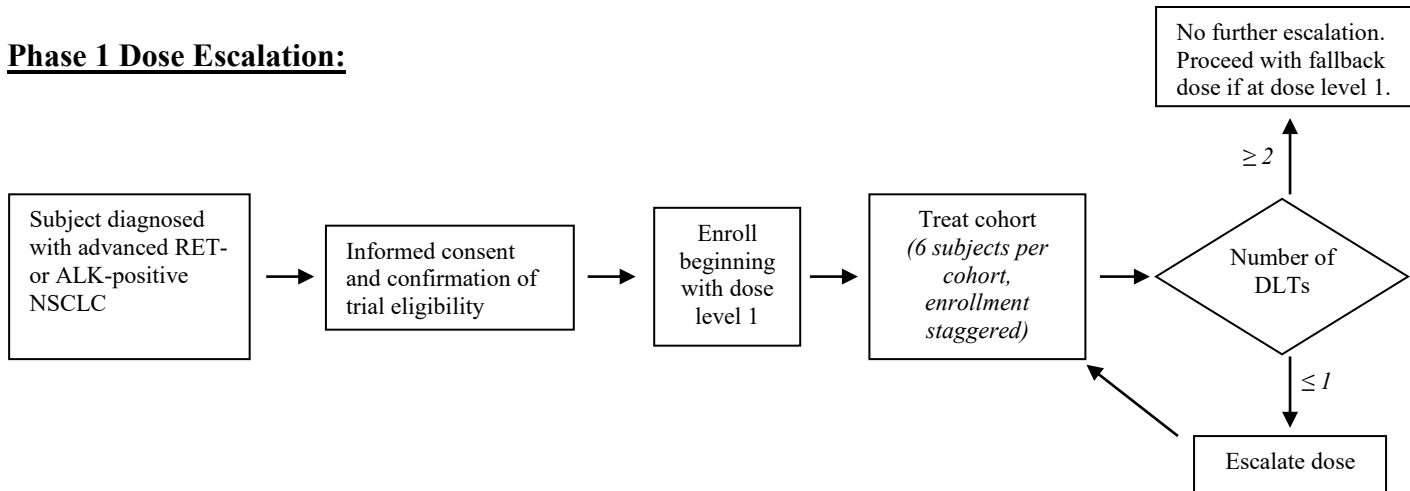 Phase 1 Dose Escalation:
No further escalation.
Proceed with fallback
dose if at dose level 1.
≥ 2
Subject diagnosed
with advanced RET-
or ALK-positive
NSCLC
Informed consent
and confirmation of
trial eligibility
Enroll
beginning
with dose
level 1
Treat cohort
(6 subjects per
cohort,
enrollment
staggered)
Number of
DLTs
≤ 1
Escalate dose